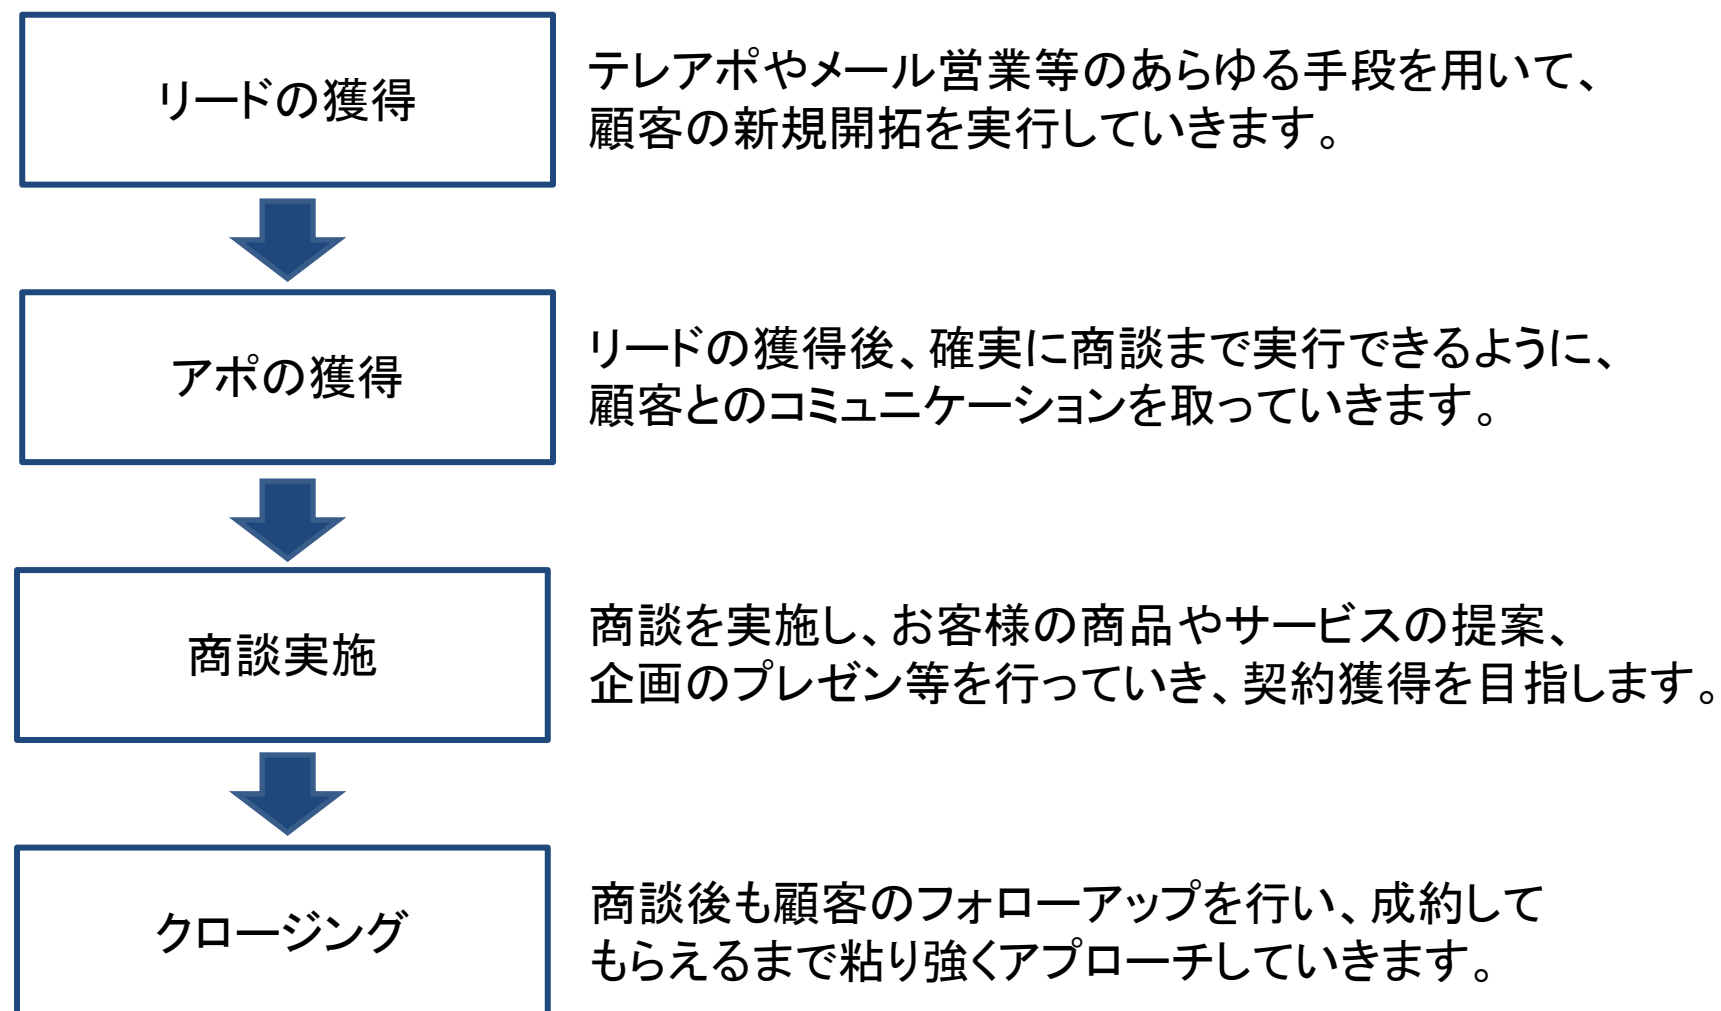 リードの獲得
テレアポやメール営業等のあらゆる手段を用いて、
顧客の新規開拓を実行していきます。
アポの獲得
リードの獲得後、確実に商談まで実行できるように、
顧客とのコミュニケーションを取っていきます。
商談実施
商談を実施し、お客様の商品やサービスの提案、
企画のプレゼン等を行っていき、契約獲得を目指します。
クロージング
商談後も顧客のフォローアップを行い、成約して
もらえるまで粘り強くアプローチしていきます。